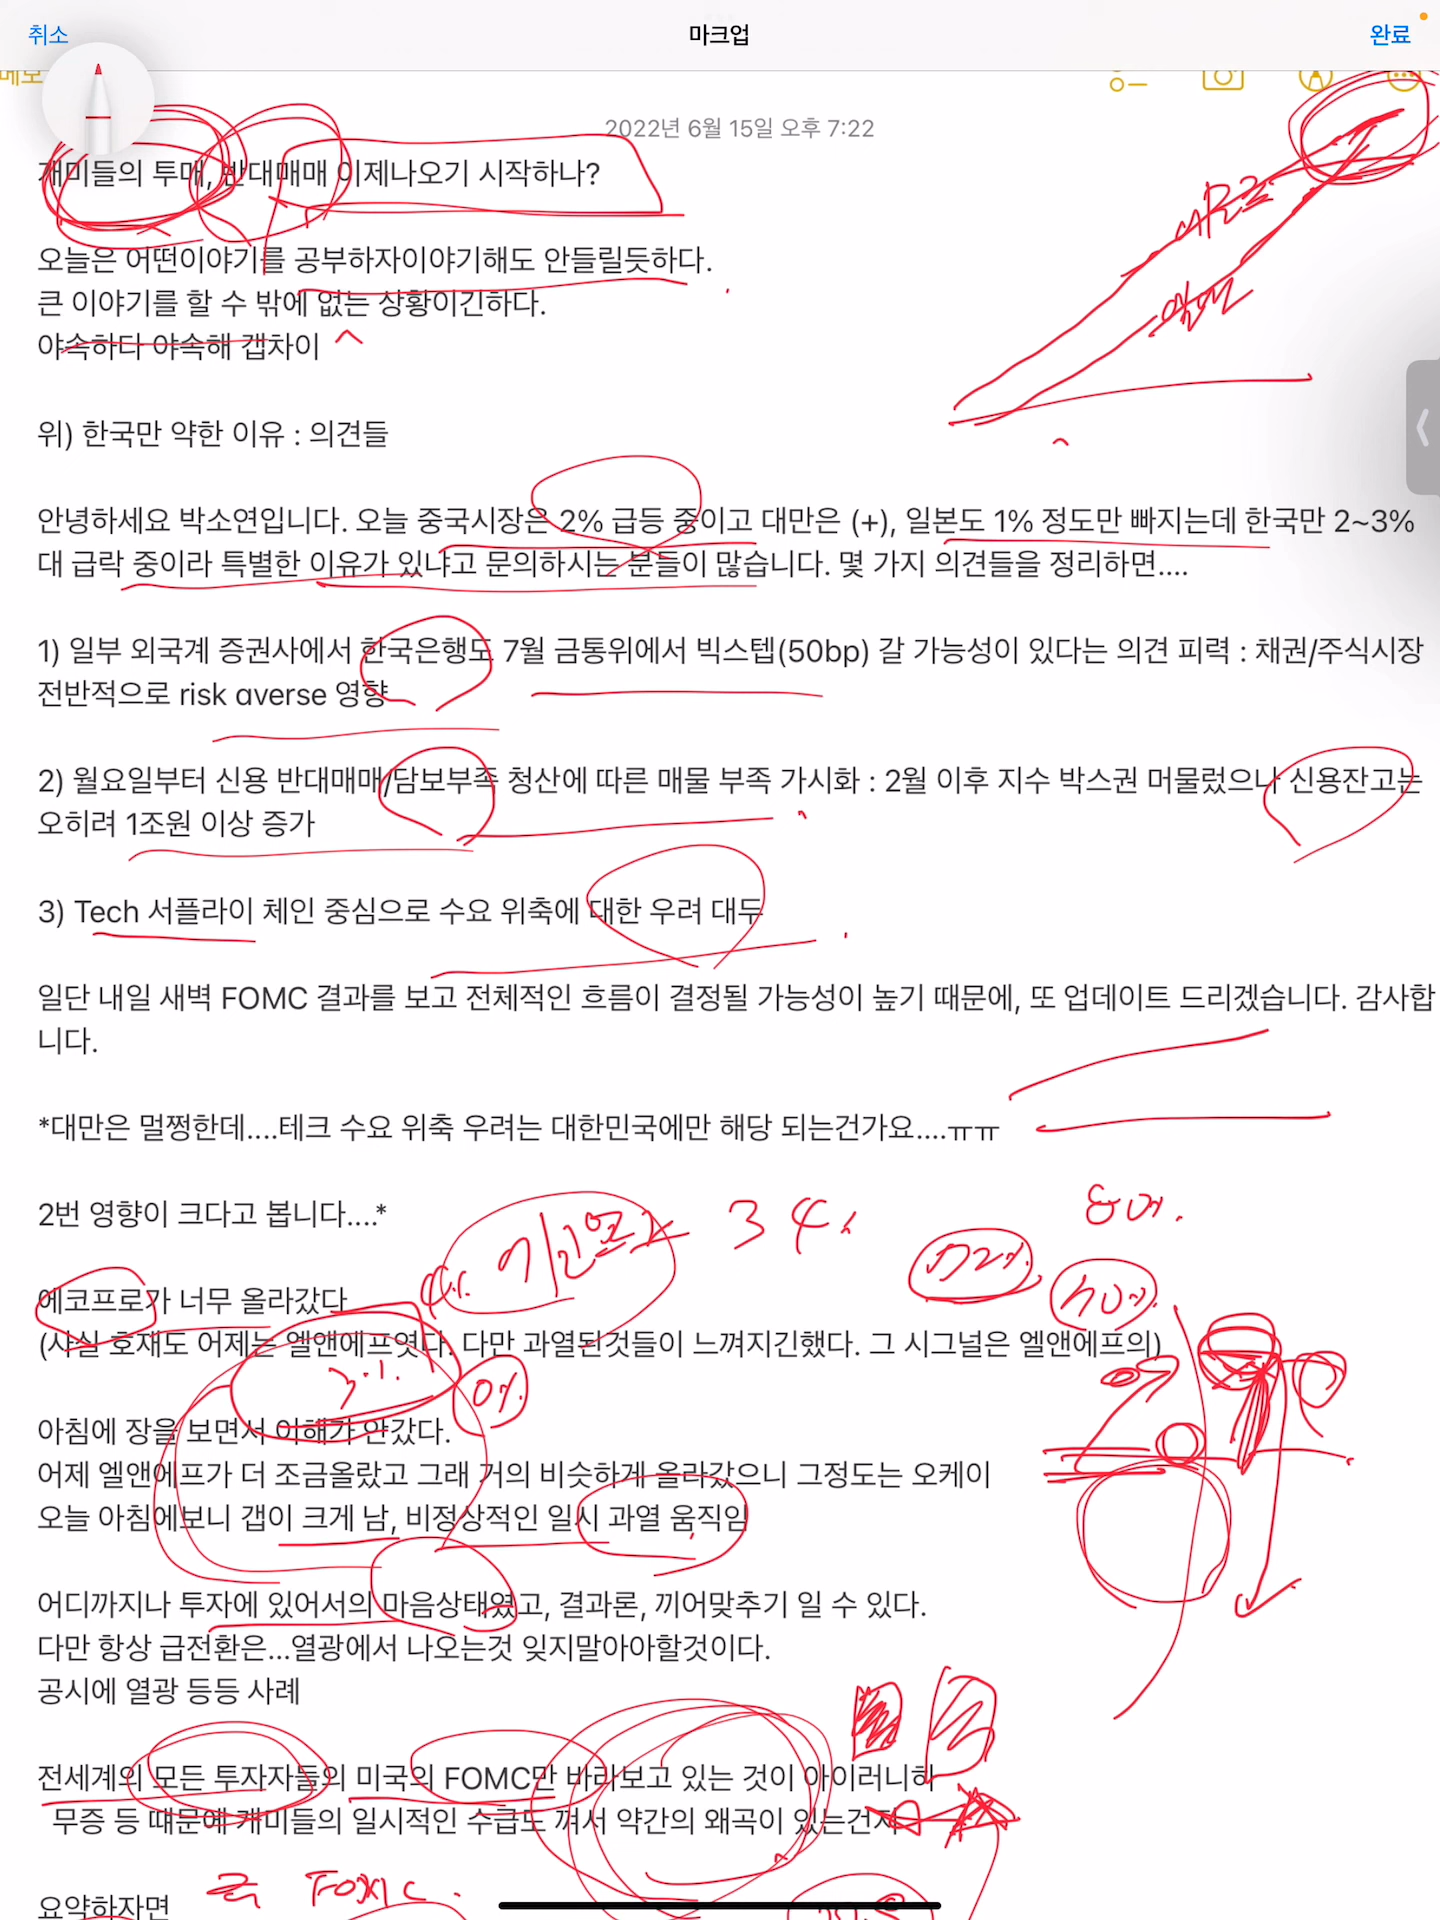 취소
마크업
완료
메모
2022년 6월 15일 오후 7:22
개미들의 투매, 반대매매 이제나오기 시작하나?
오늘은 어떤이야기를 공부하자이야기해도 안들릴듯하다.
큰 이야기를 할 수 밖에 없는 상황이긴하다.
야속하다 야속해 갭차이
위) 한국만 약한 이유 : 의견들
안녕하세요 박소연입니다. 오늘 중국시장은 2% 급등 중이고 대만은 (+), 일본도 1% 정도만 빠지는데 한국만 2~3%
대 급락 중이라 특별한 이유가 있냐고 문의하시는 분들이 많습니다. 몇 가지 의견들을 정리하면....
1) 일부 외국계 증권사에서 한국은행도 7월 금통위에서 빅스텝(50bp) 갈 가능성이 있다는 의견 피력 : 채권/주식시장
전반적으로 risk averse 영향
2) 월요일부터 신용 반대매매/담보부족 청산에 따른 매물 부족 가시화 : 2월 이후 지수 박스권 머물렀으나 신용잔고는
오히려 1조원 이상 증가
3) Tech 서플라이 체인 중심으로 수요 위축에 대한 우려 대두
일단 내일 새벽 FOMC 결과를 보고 전체적인 흐름이 결정될 가능성이 높기 때문에, 또 업데이트 드리겠습니다. 감사합
니다.
*대만은 멀쩡한데....테크 수요 위축 우려는 대한민국에만 해당 되는건가요....ㅠㅠ
2번 영향이 크다고 봅니다....*
3 4
에코프로가 너무 올라갔다
(사실 호재도 어제는 엘앤에프엿다. 다만 과열된것들이 느껴지긴했다. 그 시그널은 엘앤에프의)
3%
0%
아침에 장을 보면서 이해가 안갔다.
어제 엘앤에프가 더 조금올랐고 그래 거의 비슷하게 올라갔으니 그정도는 오케이
오늘 아침에보니 갭이 크게 남, 비정상적인 일시 과열 움직임
어디까지나 투자에 있어서의 마음상태였고, 결과론, 끼어맞추기 일 수 있다.
다만 항상 급전환은...열광에서 나오는것 잊지말아아할것이다.
공시에 열광 등등 사례
전세계의 모든 투자자들의 미국의 FOMC만 바라보고 있는 것이 아이러니하
무증 등 떄문에 개미들의 일시적인 수급도 껴서 약간의 왜곡이 있는건지
FOMC.
요약하자면